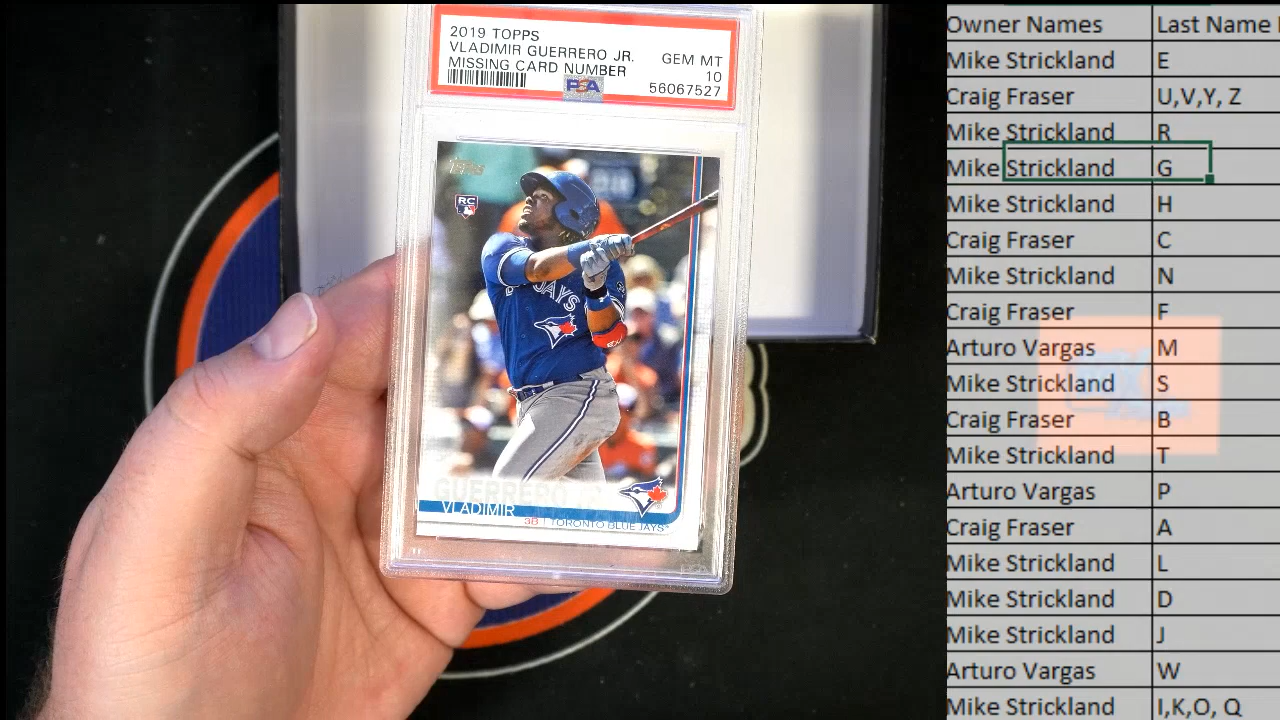 2019 TOPPS
VLADIMIR GUERRERO JR.
MISSING CARD NUMBER
GEM MT
10
PSA
56067527
TOPPS
RC
JAYS
GUERRERO JR.
VLADIMIR
3B | TORONTO BLUE JAYS
Owner Names Last Name
Mike Strickland E
Craig Fraser U,V,Y, Z
Mike Strickland R
Mike Strickland G
Mike Strickland H
Craig Fraser C
Mike Strickland N
Craig Fraser F
Arturo Vargas M
Mike Strickland S
Craig Fraser B
Mike Strickland T
Arturo Vargas P
Craig Fraser A
Mike Strickland L
Mike Strickland D
Mike Strickland J
Arturo Vargas W
Mike Strickland I,K,O, Q